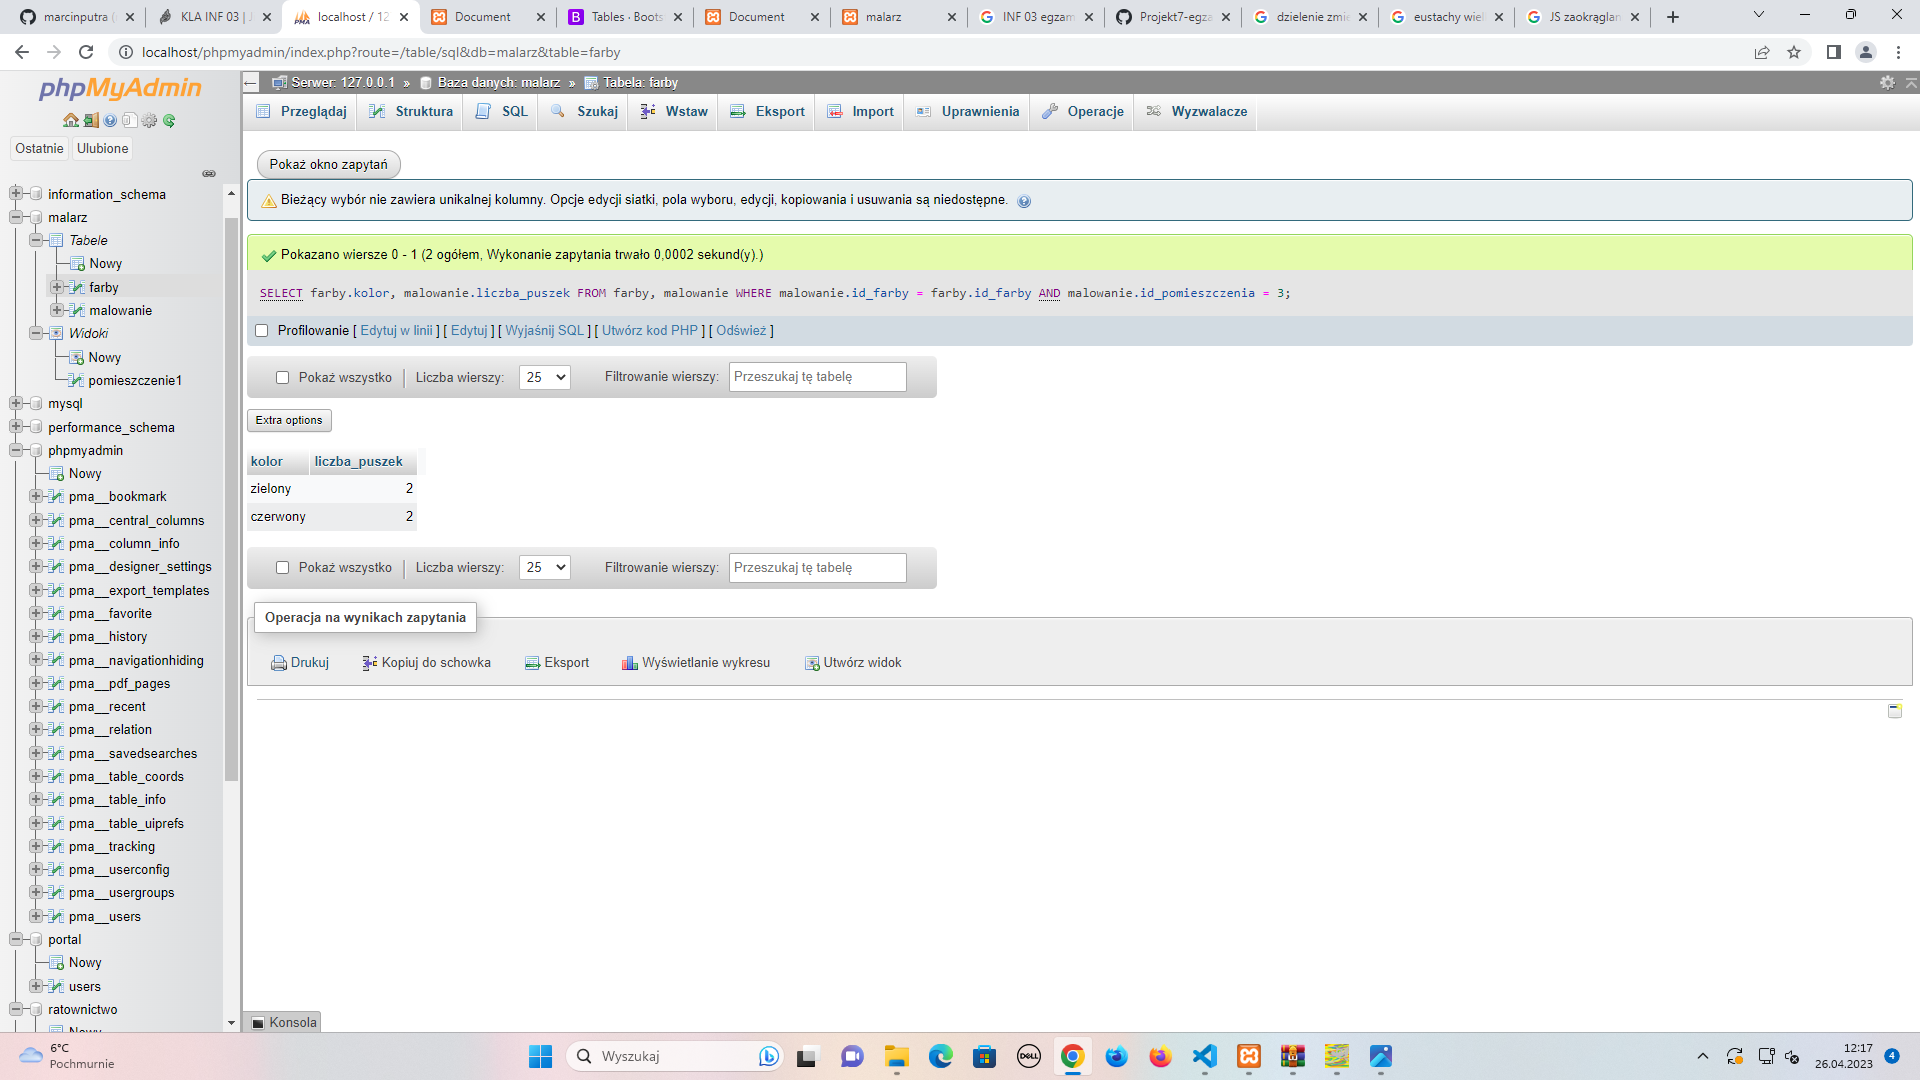 marcinputra (
KLA INF 03 | J
localhost / 12
Document
Tables · Boots
Document
malarz
INF 03 egzam
Projekt7-egza
dzielenie zmie
eustachy wiel
JS zaokrąglan
localhost/phpmyadmin/index.php?route=/table/sql&db=malarz&table=farby
phpMyAdmin
Ostatnie Ulubione
information_schema
malarz
Tabele
Nowy
farby
malowanie
Widoki
Nowy
pomieszczenie1
mysql
performance_schema
phpmyadmin
Nowy
pma__bookmark
pma__central_columns
pma__column_info
pma__designer_settings
pma__export_templates
pma__favorite
pma__history
pma__navigationhiding
pma__pdf_pages
pma__recent
pma__relation
pma__savedsearches
pma__table_coords
pma__table_info
pma__table_uiprefs
pma__tracking
pma__userconfig
pma__usergroups
pma__users
portal
Nowy
users
ratownictwo
Nowy
Serwer: 127.0.0.1 » Baza danych: malarz » Tabela: farby
Przeglądaj Struktura SQL Szukaj Wstaw Eksport Import Uprawnienia Operacje Wyzwalacze
Pokaż okno zapytań
Bieżący wybór nie zawiera unikalnej kolumny. Opcje edycji siatki, pola wyboru, edycji, kopiowania i usuwania są niedostępne.
Pokazano wiersze 0 - 1 (2 ogółem, Wykonanie zapytania trwało 0,0002 sekund(y).)
SELECT farby.kolor, malowanie.liczba_puszek FROM farby, malowanie WHERE malowanie.id_farby = farby.id_farby AND malowanie.id_pomieszczenia = 3;
Profilowanie [ Edytuj w linii ] [ Edytuj ] [ Wyjaśnij SQL ] [ Utwórz kod PHP ] [ Odśwież ]
Pokaż wszystko | Liczba wierszy: 25 Filtrowanie wierszy: Przeszukaj tę tabelę
Extra options
kolor liczba_puszek
zielony 2
czerwony 2
Pokaż wszystko | Liczba wierszy: 25 Filtrowanie wierszy: Przeszukaj tę tabelę
Operacja na wynikach zapytania
Drukuj Kopiuj do schowka Eksport Wyświetlanie wykresu Utwórz widok
Konsola
6°C
Pochmurnie
Wyszukaj
DELL
12:17
26.04.2023
4